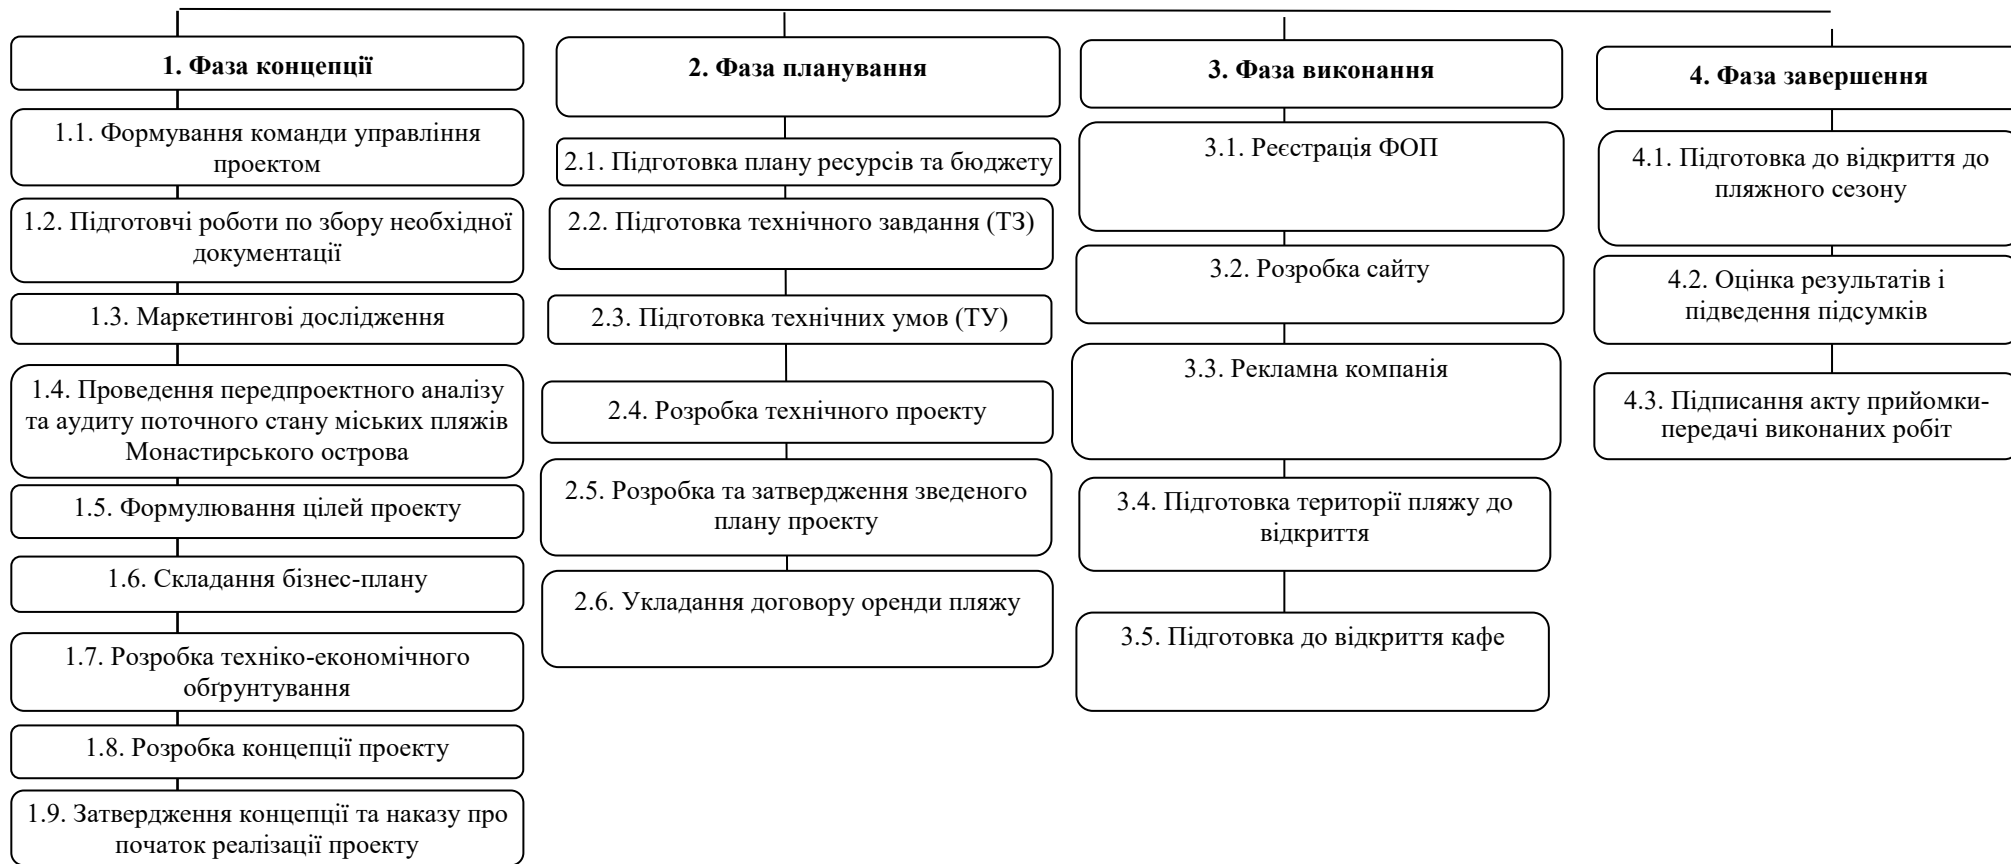 1. Фаза концепції
1.1. Формування команди управління
проектом
1.2. Підготовчі роботи по збору необхідної
документації
1.3. Маркетингові дослідження
1.4. Проведення передпроектного аналізу
та аудиту поточного стану міських пляжів
Монастирського острова
1.5. Формулювання цілей проекту
1.6. Складання бізнес-плану
1.7. Розробка техніко-економічного
обґрунтування
1.8. Розробка концепції проекту
1.9. Затвердження концепції та наказу про
початок реалізації проекту
2. Фаза планування
2.1. Підготовка плану ресурсів та бюджету
2.2. Підготовка технічного завдання (ТЗ)
2.3. Підготовка технічних умов (ТУ)
2.4. Розробка технічного проекту
2.5. Розробка та затвердження зведеного
плану проекту
2.6. Укладання договору оренди пляжу
3. Фаза виконання
3.1. Реєстрація ФОП
3.2. Розробка сайту
3.3. Рекламна компанія
3.4. Підготовка території пляжу до
відкриття
3.5. Підготовка до відкриття кафе
4. Фаза завершення
4.1. Підготовка до відкриття до
пляжного сезону
4.2. Оцінка результатів і
підведення підсумків
4.3. Підписання акту прийомки-
передачі виконаних робіт